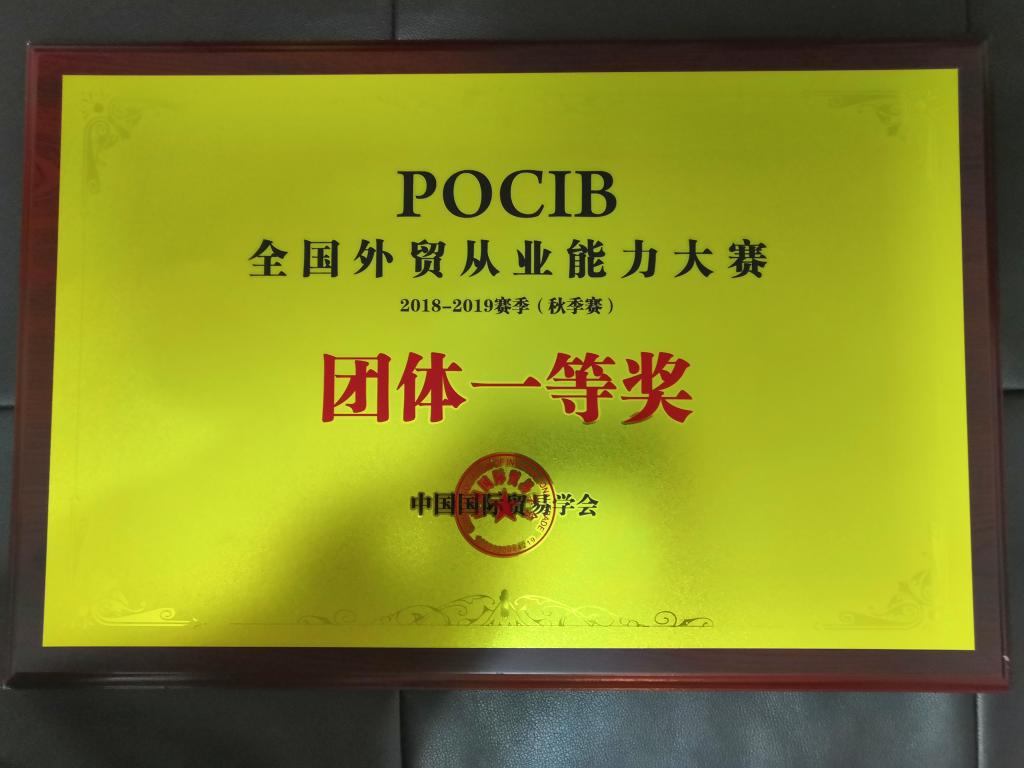 POCIB
全国外贸从业能力大赛
2018-2019赛季（秋季赛）
团体一等奖
中国国际贸易学会